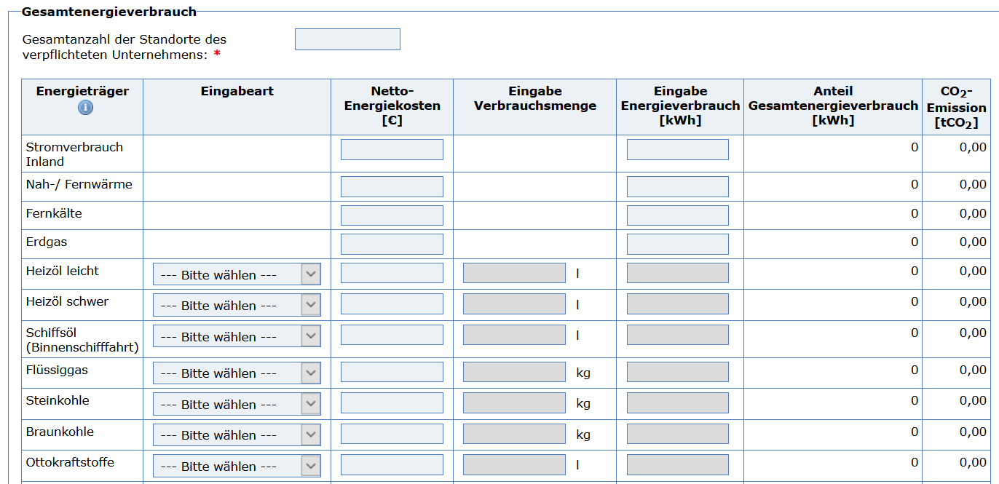 Gesamtenergieverbrauch
Gesamtanzahl der Standorte des
verpflichteten Unternehmens: *
Energieträger
Eingabeart
Netto-
Energiekosten
[€]
Eingabe
Verbrauchsmenge
Eingabe
Energieverbrauch
[kWh]
Anteil
Gesamtenergieverbrauch
[kWh]
CO2-
Emission
[tCO2]
Stromverbrauch
Inland
0
0,00
Nah-/ Fernwärme
0
0,00
Fernkälte
0
0,00
Erdgas
0
0,00
Heizöl leicht
--- Bitte wählen ---
l
0
0,00
Heizöl schwer
--- Bitte wählen ---
l
0
0,00
Schiffsöl
(Binnenschifffahrt)
--- Bitte wählen ---
l
0
0,00
Flüssiggas
--- Bitte wählen ---
kg
0
0,00
Steinkohle
--- Bitte wählen ---
kg
0
0,00
Braunkohle
--- Bitte wählen ---
kg
0
0,00
Ottokraftstoffe
--- Bitte wählen ---
l
0
0,00